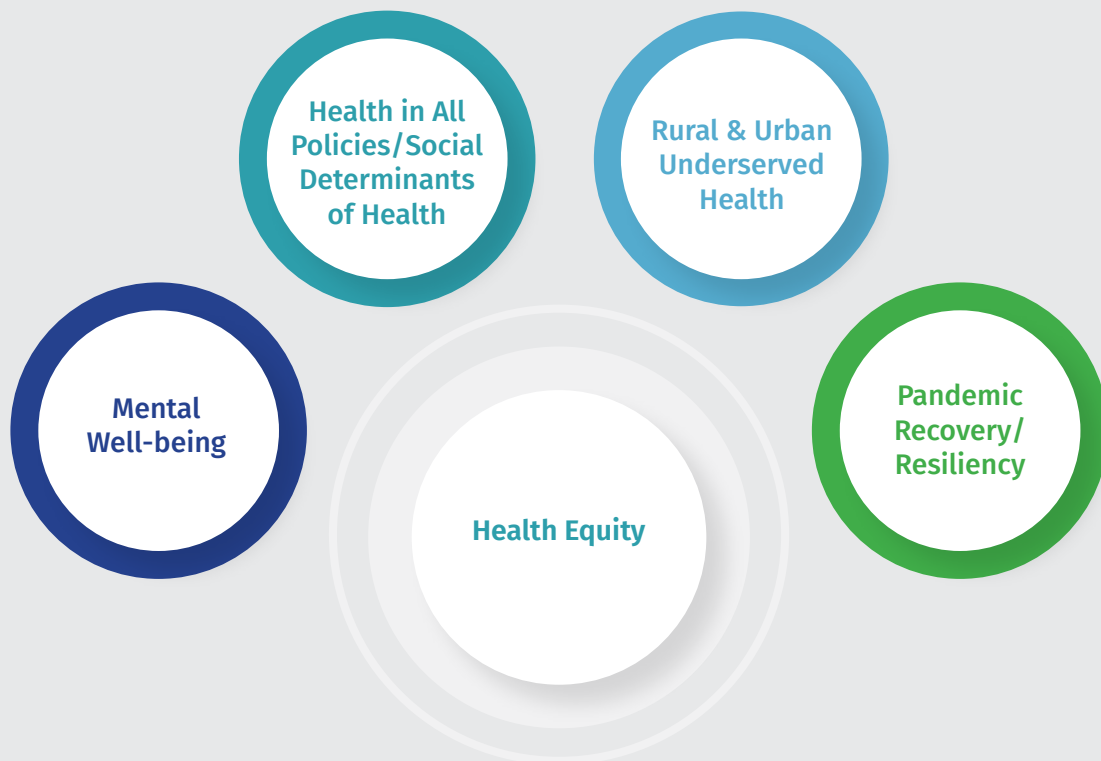 Health in All
Policies/Social
Determinants
of Health
Rural & Urban
Underserved
Health
Mental
Well-being
Pandemic
Recovery/
Resiliency
Health Equity